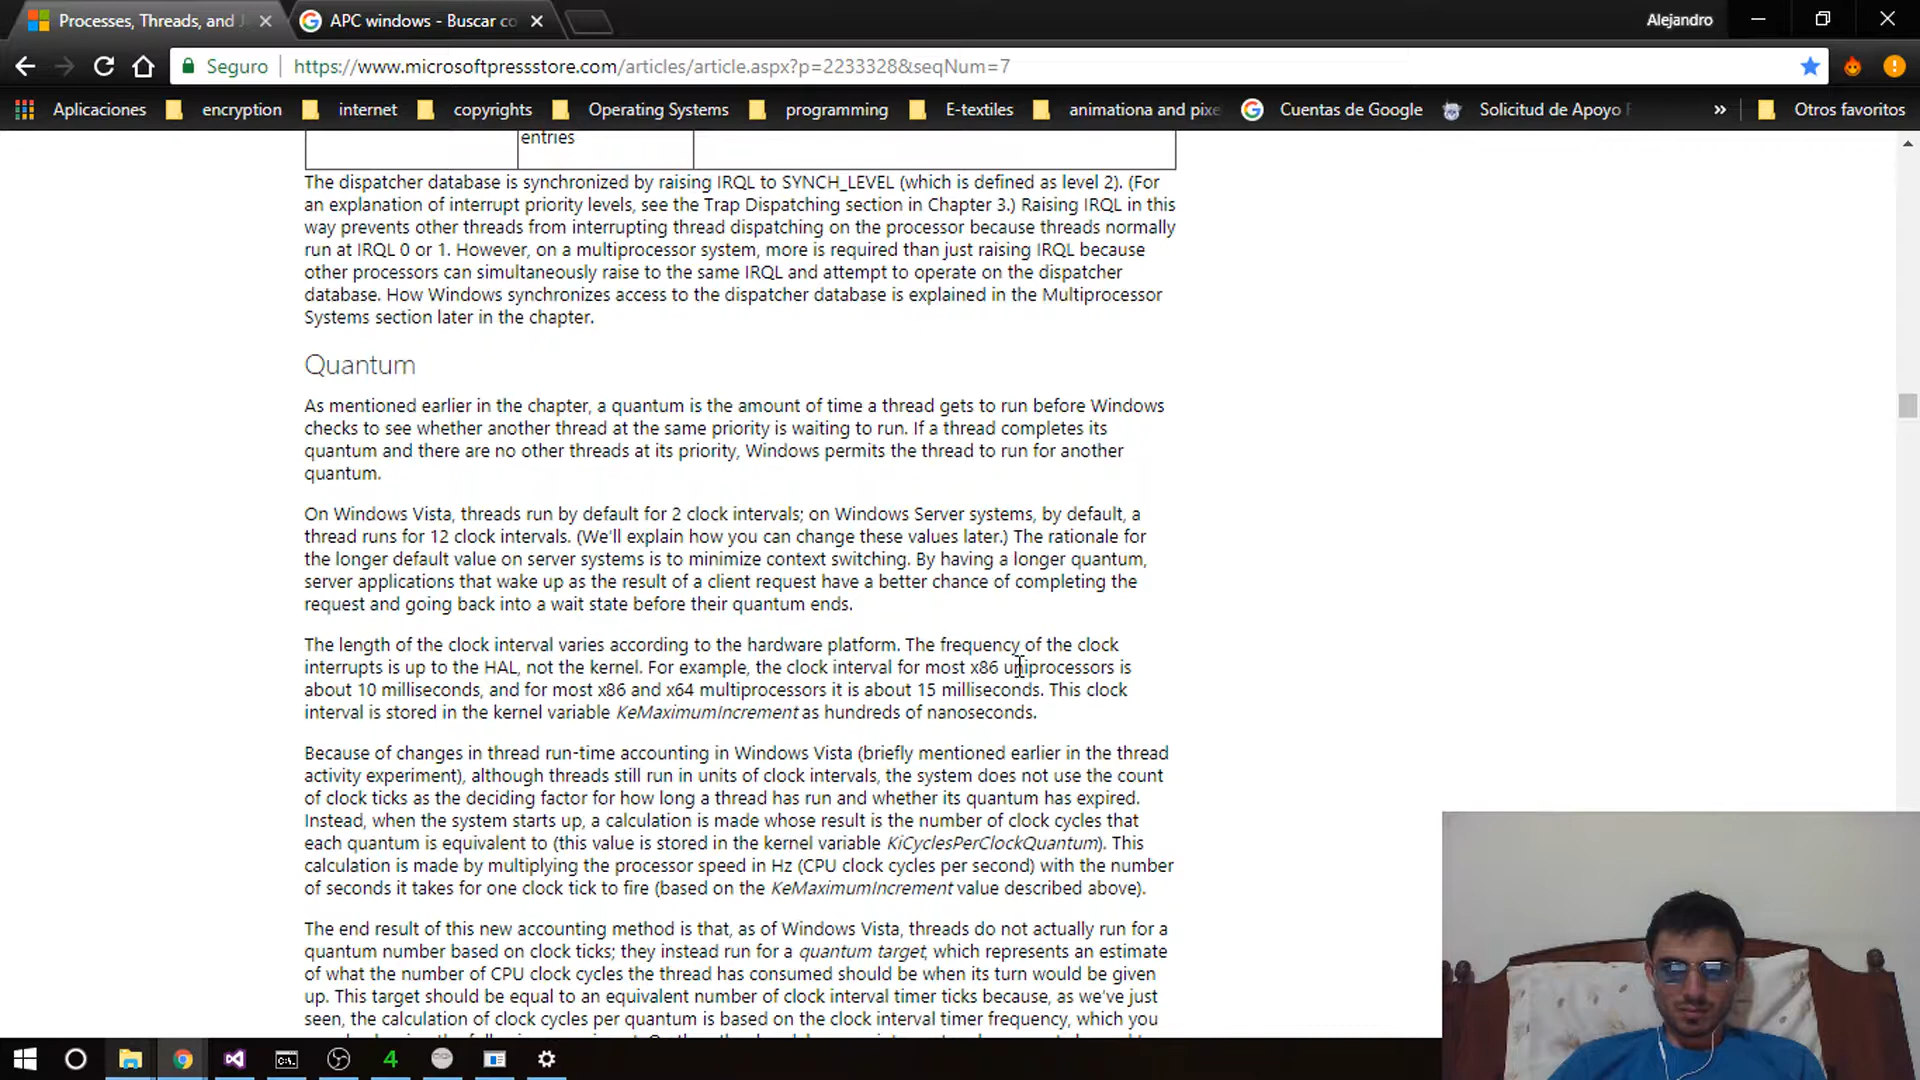 Processes, Threads, and J
APC windows - Buscar co
Alejandro
Seguro
https://www.microsoftpressstore.com/articles/article.aspx?p=2233328&seqNum=7
Aplicaciones
encryption
internet
copyrights
Operating Systems
programming
E-textiles
animationa and pixe
Cuentas de Google
Solicitud de Apoyo
»
Otros favoritos
entries
The dispatcher database is synchronized by raising IRQL to SYNCH_LEVEL (which is defined as level 2). (For
an explanation of interrupt priority levels, see the Trap Dispatching section in Chapter 3.) Raising IRQL in this
way prevents other threads from interrupting thread dispatching on the processor because threads normally
run at IRQL 0 or 1. However, on a multiprocessor system, more is required than just raising IRQL because
other processors can simultaneously raise to the same IRQL and attempt to operate on the dispatcher
database. How Windows synchronizes access to the dispatcher database is explained in the Multiprocessor
Systems section later in the chapter.
Quantum
As mentioned earlier in the chapter, a quantum is the amount of time a thread gets to run before Windows
checks to see whether another thread at the same priority is waiting to run. If a thread completes its
quantum and there are no other threads at its priority, Windows permits the thread to run for another
quantum.
On Windows Vista, threads run by default for 2 clock intervals; on Windows Server systems, by default, a
thread runs for 12 clock intervals. (We'll explain how you can change these values later.) The rationale for
the longer default value on server systems is to minimize context switching. By having a longer quantum,
server applications that wake up as the result of a client request have a better chance of completing the
request and going back into a wait state before their quantum ends.
The length of the clock interval varies according to the hardware platform. The frequency of the clock
interrupts is up to the HAL, not the kernel. For example, the clock interval for most x86 uniprocessors is
about 10 milliseconds, and for most x86 and x64 multiprocessors it is about 15 milliseconds. This clock
interval is stored in the kernel variable KeMaximumIncrement as hundreds of nanoseconds.
Because of changes in thread run-time accounting in Windows Vista (briefly mentioned earlier in the thread
activity experiment), although threads still run in units of clock intervals, the system does not use the count
of clock ticks as the deciding factor for how long a thread has run and whether its quantum has expired.
Instead, when the system starts up, a calculation is made whose result is the number of clock cycles that
each quantum is equivalent to (this value is stored in the kernel variable KiCyclesPerClockQuantum). This
calculation is made by multiplying the processor speed in Hz (CPU clock cycles per second) with the number
of seconds it takes for one clock tick to fire (based on the KeMaximumIncrement value described above).
The end result of this new accounting method is that, as of Windows Vista, threads do not actually run for a
quantum number based on clock ticks; they instead run for a quantum target, which represents an estimate
of what the number of CPU clock cycles the thread has consumed should be when its turn would be given
up. This target should be equal to an equivalent number of clock interval timer ticks because, as we've just
seen, the calculation of clock cycles per quantum is based on the clock interval timer frequency, which you